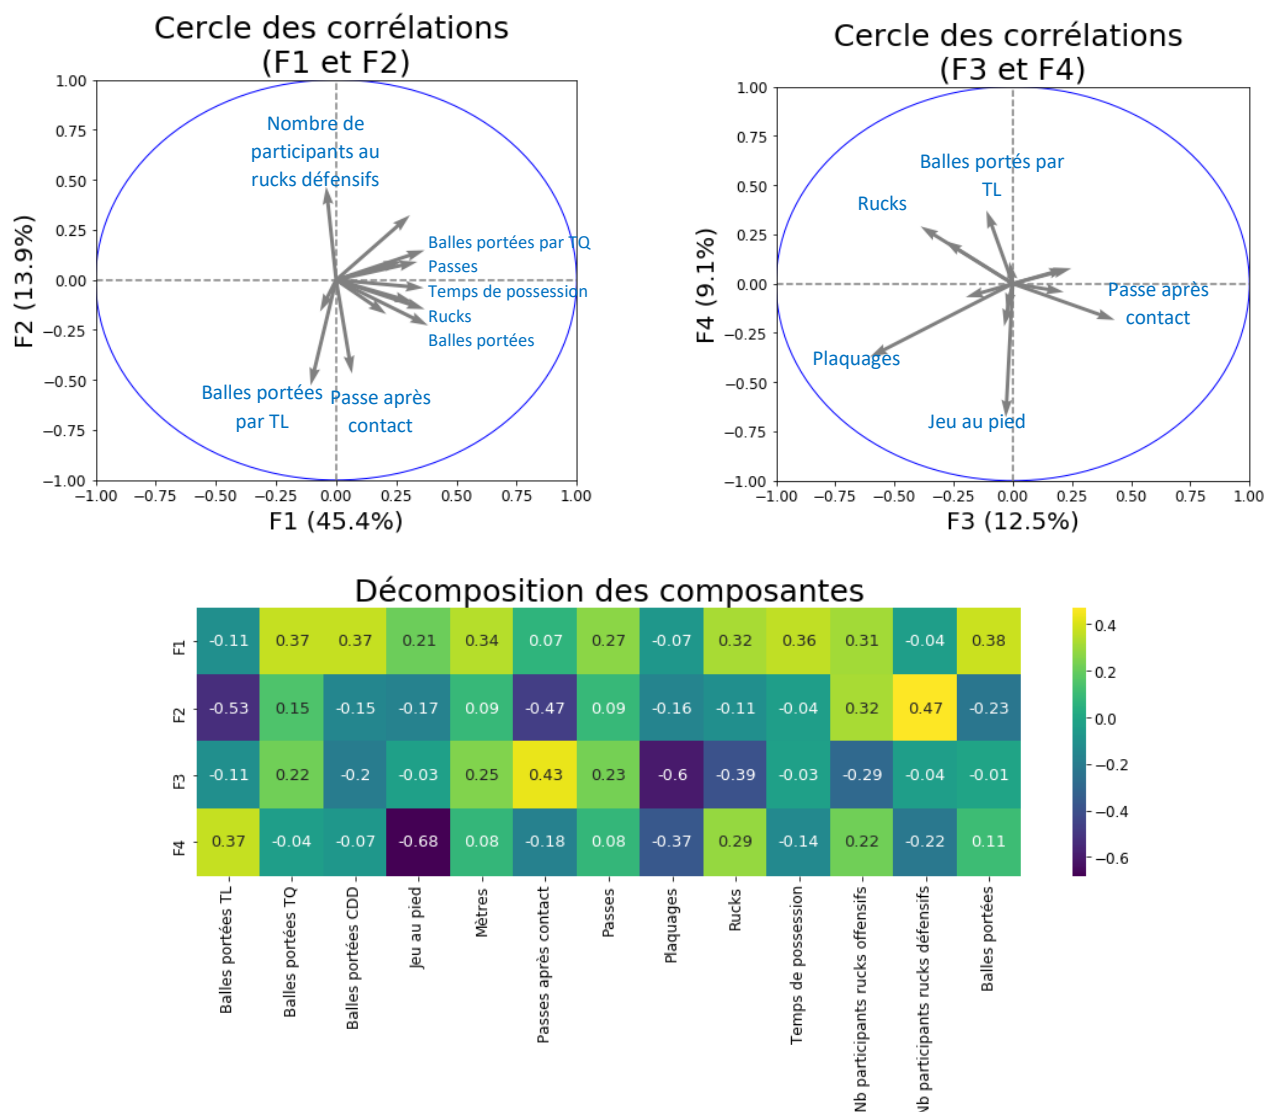 Cercle des corrélations
(F1 et F2)
1.00
0.75
0.50
0.25
0.00
−0.25
−0.50
−0.75
−1.00
F2 (13.9%)
Nombre de
participants au
rucks défensifs
Balles portées par TQ
Passes
Temps de possession
Rucks
Balles portées
Balles portées
par TL
Passe après
contact
−1.00 −0.75 −0.50 −0.25 0.00 0.25 0.50 0.75 1.00
F1 (45.4%)
Cercle des corrélations
(F3 et F4)
1.00
0.75
0.50
0.25
0.00
−0.25
−0.50
−0.75
−1.00
F4 (9.1%)
Balles portés par
TL
Rucks
Passe après
contact
Plaquages
Jeu au pied
−1.00 −0.75 −0.50 −0.25 0.00 0.25 0.50 0.75 1.00
F3 (12.5%)
Décomposition des composantes
F1 -0.11 0.37 0.37 0.21 0.34 0.07 0.27 -0.07 0.32 0.36 0.31 -0.04 0.38
F2 -0.53 0.15 -0.15 -0.17 0.09 -0.47 0.09 -0.16 -0.11 -0.04 0.32 0.47 -0.23
F3 -0.11 0.22 -0.2 -0.03 0.25 0.43 0.23 -0.6 -0.39 -0.03 -0.29 -0.04 -0.01
F4 0.37 -0.04 -0.07 -0.68 0.08 -0.18 0.08 -0.37 0.29 -0.14 0.22 -0.22 0.11
Balles portées TL
Balles portées TQ
Balles portées CDD
Jeu au pied
Mètres
Passes après contact
Passes
Plaquages
Rucks
Temps de possession
Nb participants rucks offensifs
Nb participants rucks défensifs
Balles portées
0.4
0.2
0.0
−0.2
−0.4
−0.6